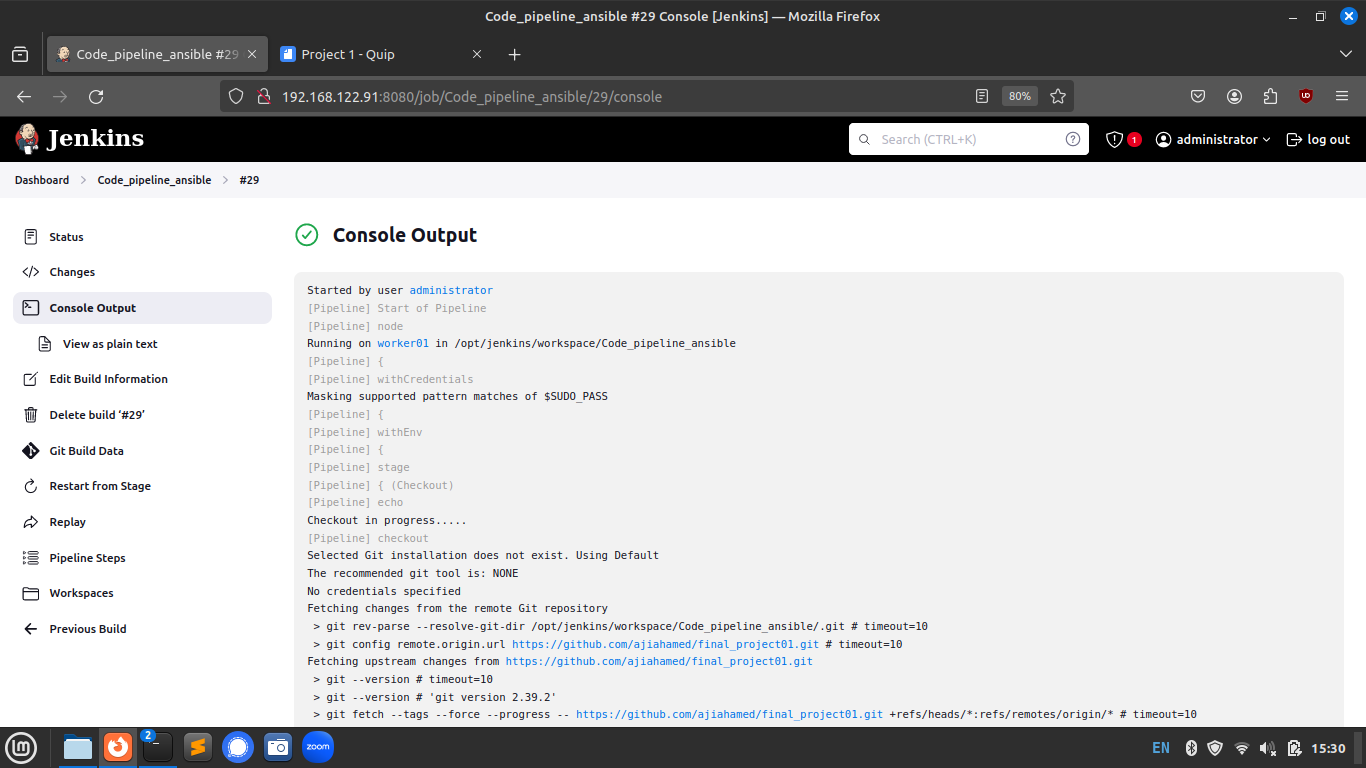 Code_pipeline_ansible #29 Console [Jenkins] — Mozilla Firefox
Code_pipeline_ansible #29
Project 1 - Quip
192.168.122.91:8080/job/Code_pipeline_ansible/29/console
80%
UD
Jenkins
Search (CTRL+K)
1
administrator
log out
Dashboard
Code_pipeline_ansible
#29
Status
Changes
Console Output
View as plain text
Edit Build Information
Delete build ‘#29’
Git Build Data
Restart from Stage
Replay
Pipeline Steps
Workspaces
Previous Build
Console Output
Started by user administrator
[Pipeline] Start of Pipeline
[Pipeline] node
Running on worker01 in /opt/jenkins/workspace/Code_pipeline_ansible
[Pipeline] {
[Pipeline] withCredentials
Masking supported pattern matches of $SUDO_PASS
[Pipeline] {
[Pipeline] withEnv
[Pipeline] {
[Pipeline] stage
[Pipeline] { (Checkout)
[Pipeline] echo
Checkout in progress.....
[Pipeline] checkout
Selected Git installation does not exist. Using Default
The recommended git tool is: NONE
No credentials specified
Fetching changes from the remote Git repository
> git rev-parse --resolve-git-dir /opt/jenkins/workspace/Code_pipeline_ansible/.git # timeout=10
> git config remote.origin.url https://github.com/ajiahamed/final_project01.git # timeout=10
Fetching upstream changes from https://github.com/ajiahamed/final_project01.git
> git --version # timeout=10
> git --version # 'git version 2.39.2'
> git fetch --tags --force --progress -- https://github.com/ajiahamed/final_project01.git +refs/heads/*:refs/remotes/origin/* # timeout=10
2
zoom
EN
15:30